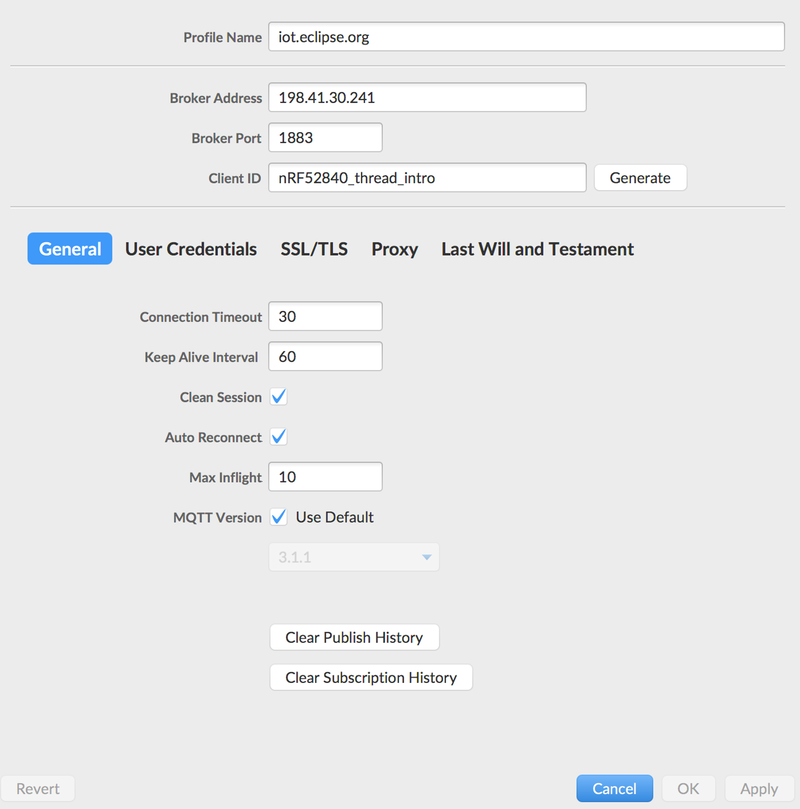 Profile Name iot.eclipse.org
Broker Address 198.41.30.241
Broker Port 1883
Client ID nRF52840_thread_intro Generate
General User Credentials SSL/TLS Proxy Last Will and Testament
Connection Timeout 30
Keep Alive Interval 60
Clean Session
Auto Reconnect
Max Inflight 10
MQTT Version Use Default
3.1.1
Clear Publish History
Clear Subscription History
Revert Cancel OK Apply